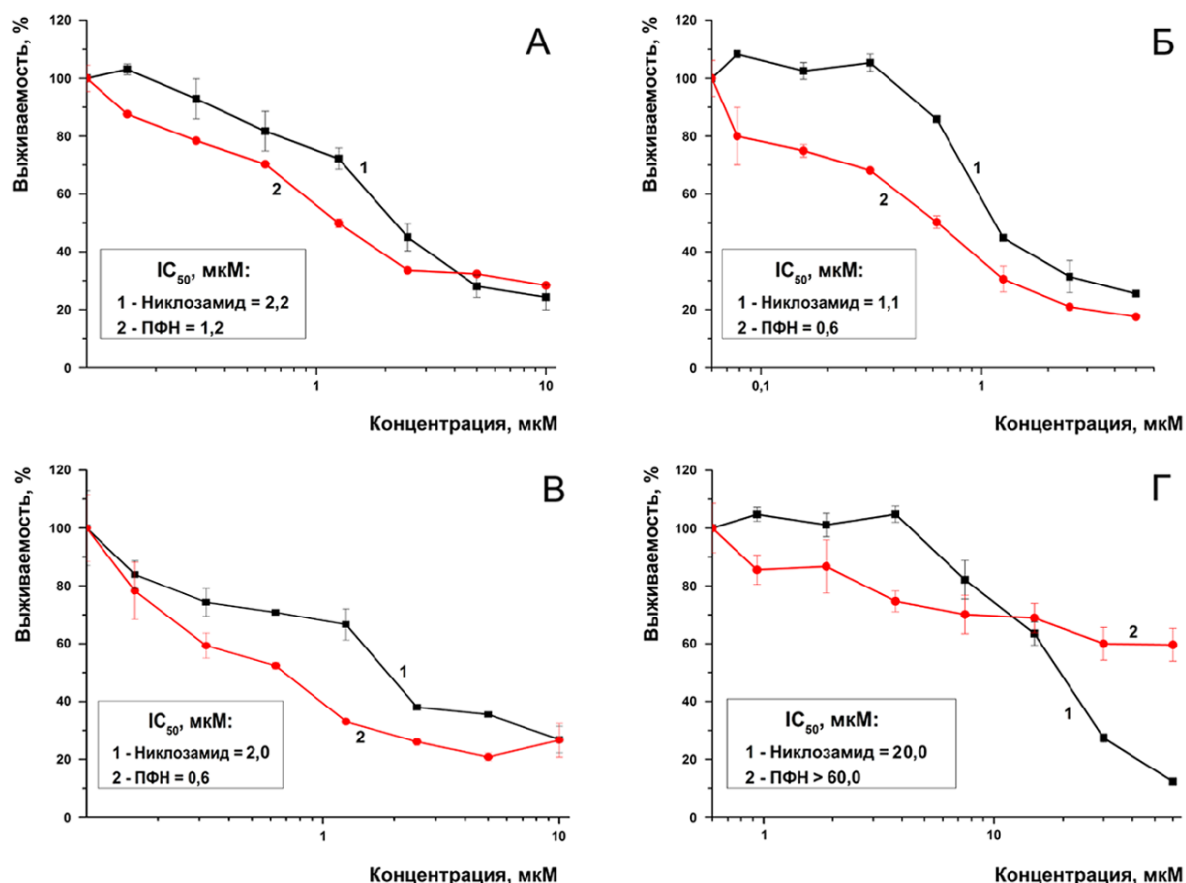 А
Выживаемость, %
120
100
80
60
40
20
0
1
2
IC50, мкМ:
1 - Никлозамид = 2,2
2 - ПФН = 1,2
1
10
Концентрация, мкМ
Б
Выживаемость, %
120
100
80
60
40
20
0
1
2
IC50, мкМ:
1 - Никлозамид = 1,1
2 - ПФН = 0,6
0,1
1
Концентрация, мкМ
В
Выживаемость, %
120
100
80
60
40
20
0
1
2
IC50, мкМ:
1 - Никлозамид = 2,0
2 - ПФН = 0,6
1
10
Концентрация, мкМ
Г
Выживаемость, %
120
100
80
60
40
20
0
2
1
IC50, мкМ:
1 - Никлозамид = 20,0
2 - ПФН > 60,0
1
10
Концентрация, мкМ